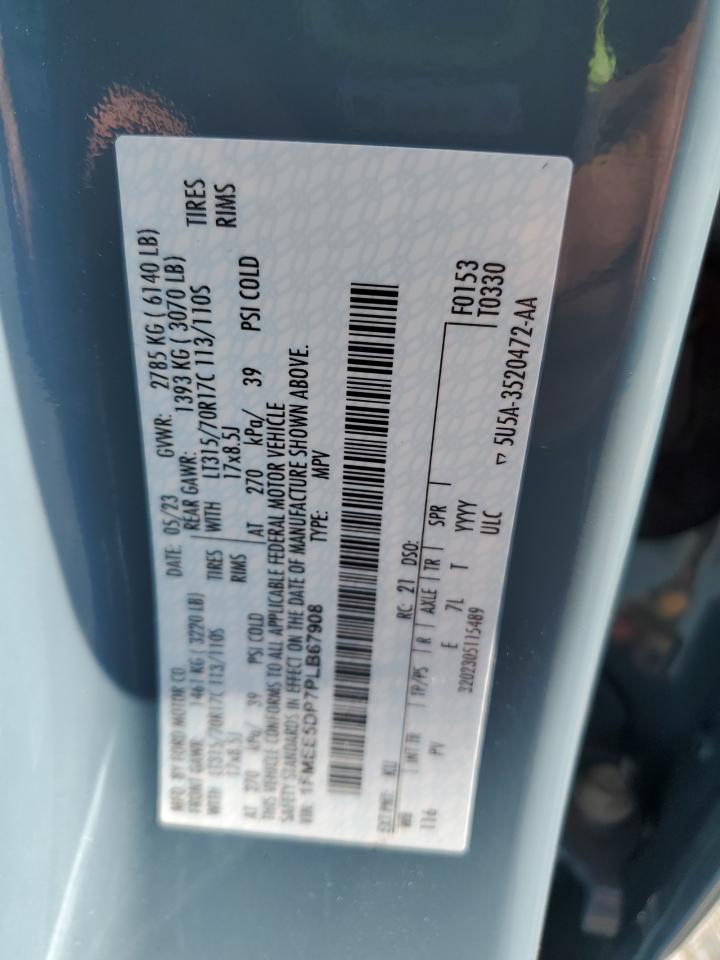 MFD. BY FORD MOTOR CO. DATE: 05/23 GVWR: 2785 KG ( 6140 LB)
FRONT GAWR: 1461 KG ( 3220 LB) REAR GAWR: 1393 KG ( 3070 LB)
WITH LT315/70R17C 113/110S TIRES WITH LT315/70R17C 113/110S TIRES
17x8.5J RIMS 17x8.5J RIMS
AT 270 kPa/ 39 PSI COLD AT 270 kPa/ 39 PSI COLD
THIS VEHICLE CONFORMS TO ALL APPLICABLE FEDERAL MOTOR VEHICLE
SAFETY STANDARDS IN EFFECT ON THE DATE OF MANUFACTURE SHOWN ABOVE.
VIN: 1FMEE5DP7PLB67908 TYPE: MPV
EXT PNT: KU RC: 21 DSO:
WB INT TR TP/PS R AXLE TR SPR F0153
116 PV E 7L T YYYY T0330
3202305115489 ULC
▽ 5U5A-3520472-AA